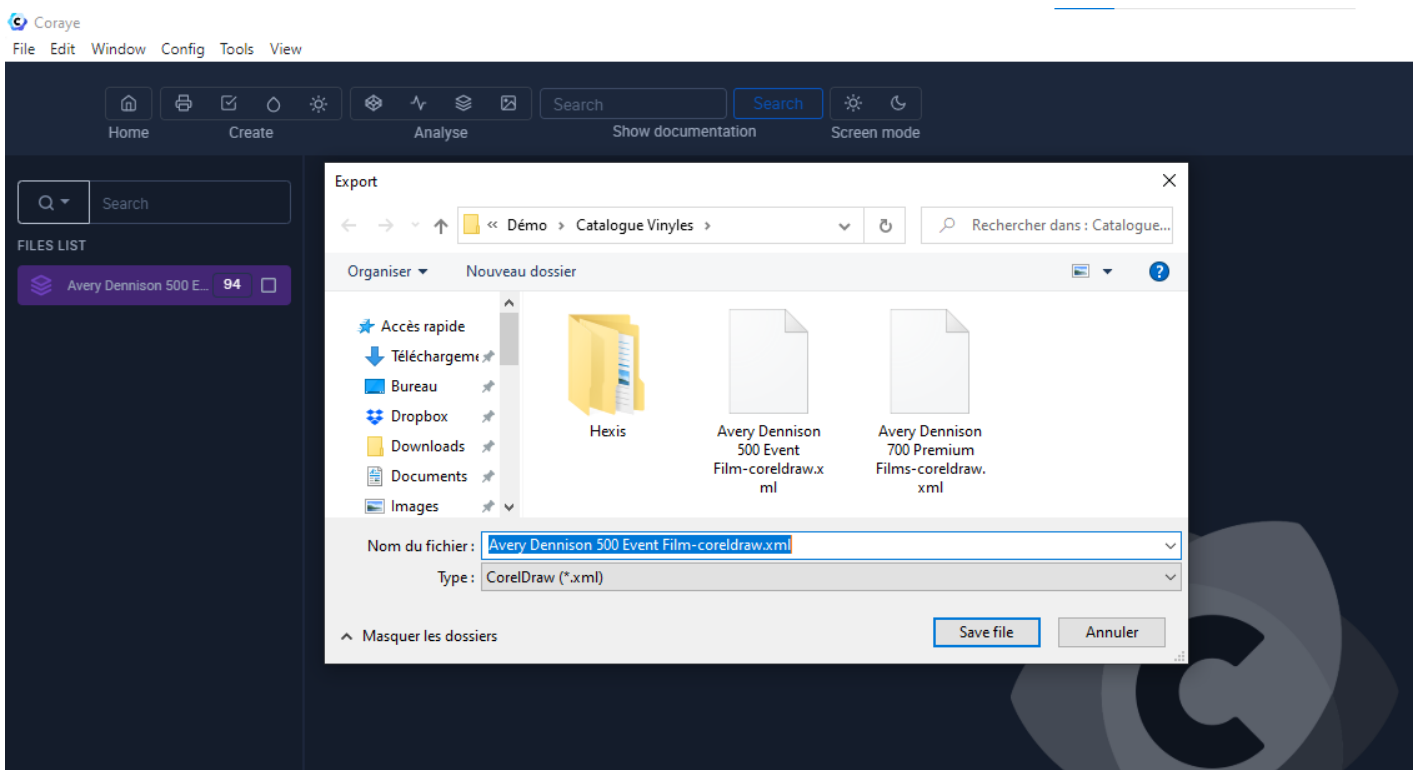 Coraye
File Edit Window Config Tools View
Search Search
Home Create Analyse Show documentation Screen mode
Search
FILES LIST
Avery Dennison 500 E... 94
Export
« Démo > Catalogue Vinyles >
Rechercher dans : Catalogue...
Organiser Nouveau dossier
?
Accès rapide
Téléchargeme
Bureau
Dropbox
Downloads
Documents
Images
Hexis
Avery Dennison
500 Event
Film-coreldraw.x
ml
Avery Dennison
700 Premium
Films-coreldraw.
xml
Nom du fichier : Avery Dennison 500 Event Film-coreldraw.xml
Type : CorelDraw (*.xml)
Masquer les dossiers
Save file Annuler